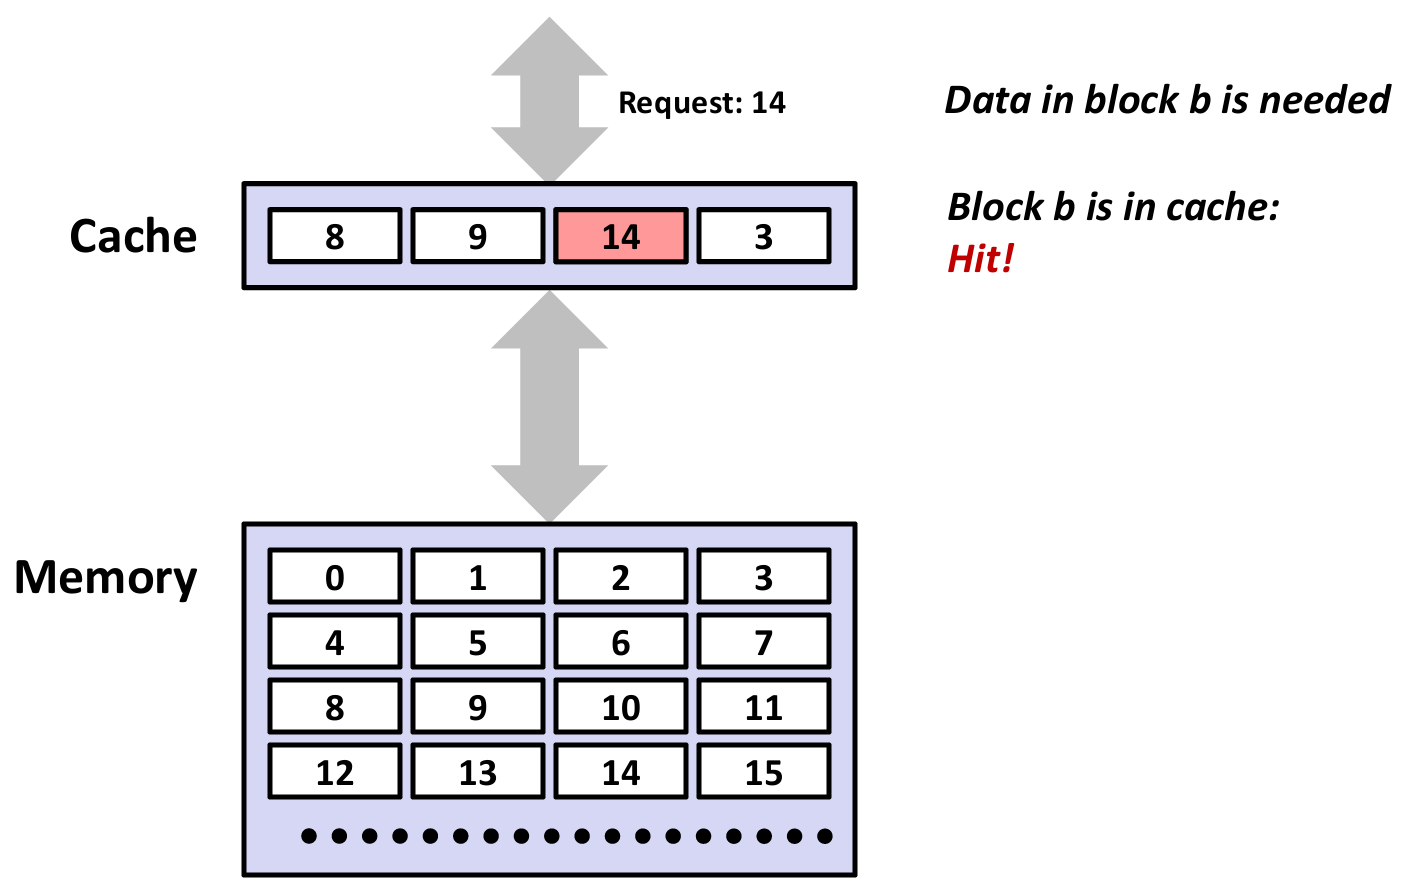 Request: 14
Data in block b is needed
Cache
8 9 14 3
Block b is in cache:
Hit!
Memory
0 1 2 3
4 5 6 7
8 9 10 11
12 13 14 15